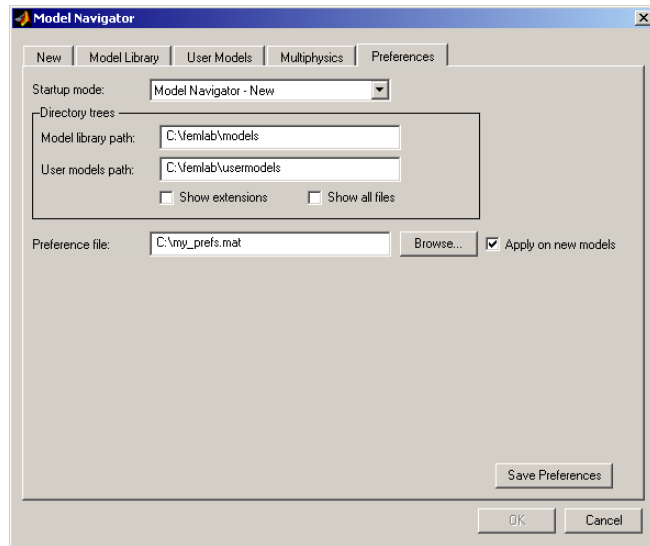 Model Navigator
New Model Library User Models Multiphysics Preferences
Startup mode: Model Navigator - New
Directory trees
Model library path: C:\femlab\models
User models path: C:\femlab\usermodels
Show extensions Show all files
Preference file: C:\my_prefs.mat Browse... Apply on new models
Save Preferences
OK Cancel